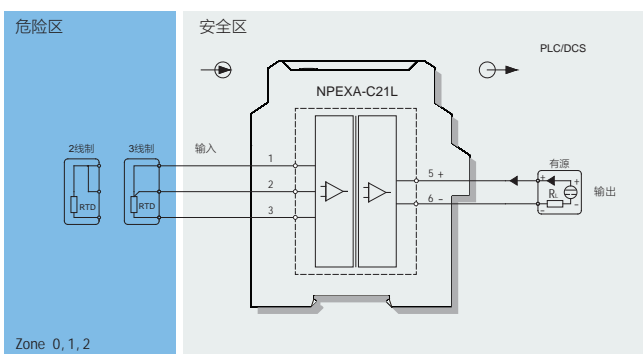 危险区
安全区
PLC/DCS
NPEXA-C21L
2线制
3线制
输入
1
2
3
RTD
RTD
5 +
6 -
有源
+
+
RL
-
-
输出
Zone 0,1,2